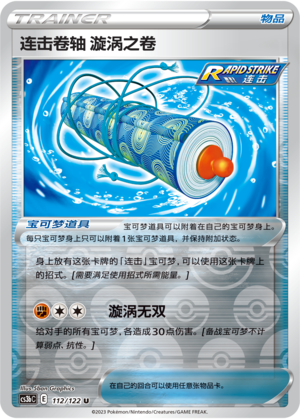 TRAINER
物品
连击卷轴 漩涡之卷
RAPID STRIKE
连击
宝可梦道具
宝可梦道具可以附着在自己的宝可梦身上。
每只宝可梦身上只可以附着1张宝可梦道具，并保持附加状态。
身上放有这张卡牌的「连击」宝可梦，可以使用这张卡牌
上的招式。[需要满足使用招式所需能量。]
漩涡无双
给对手的所有宝可梦，各造成30点伤害。
[备战宝可梦不计算弱点、抗性。]
Illus. Studio Bora Graphics
在自己的回合可以使用任意张物品卡。
cs3bC E 112/122 U
©2023 Pokémon/Nintendo/Creatures/GAME FREAK.